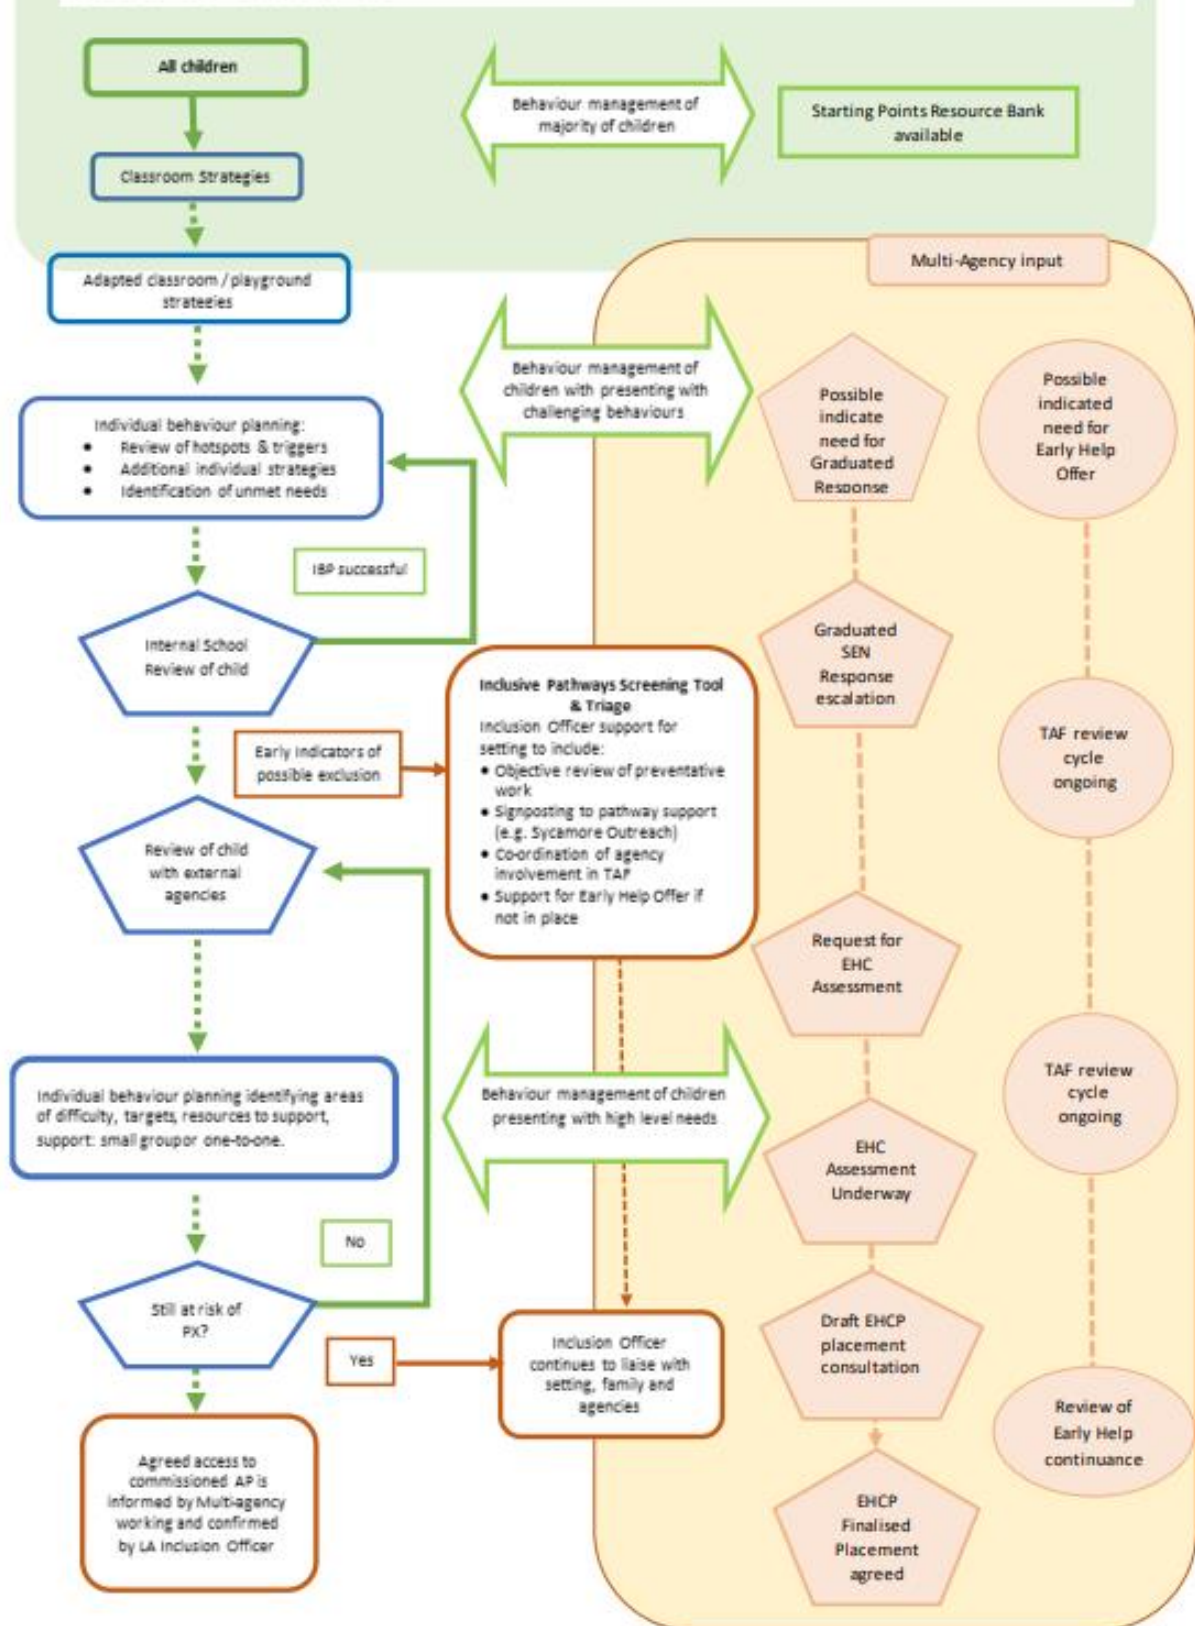 All children
Behaviour management of
majority of children
Starting Points Resource Bank
available
Classroom Strategies
Multi-Agency input
Adapted classroom / playground
strategies
Behaviour management of
children with presenting with
challenging behaviours
Possible
indicate
need for
Graduated
Response
Possible
indicated
need for
Early Help
Offer
Individual behaviour planning:
● Review of hotspots & triggers
● Additional individual strategies
● Identification of unmet needs
IBP successful
Internal School
Review of child
Graduated
SEN
Response
escalation
Early Indicators of
possible exclusion
Inclusive Pathways Screening Tool
& Triage
Inclusion Officer support for
setting to include:
● Objective review of preventative
work
● Signposting to pathway support
(e.g. Sycamore Outreach)
● Co-ordination of agency
involvement in TAF
● Support for Early Help Offer if
not in place
TAF review
cycle
ongoing
Review of child
with external
agencies
Request for
EHC
Assessment
Individual behaviour planning identifying areas
of difficulty, targets, resources to support,
support: small groupor one-to-one.
Behaviour management of children
presenting with high level needs
TAF review
cycle
ongoing
EHC
Assessment
Underway
No
Still at risk of
PX?
Yes
Inclusion Officer
continues to liaise with
setting, family and
agencies
Draft EHCP
placement
consultation
Review of
Early Help
continuance
Agreed access to
commissioned AP is
informed by Multi-agency
working and confirmed
by LA Inclusion Officer
EHCP
Finalised
Placement
agreed